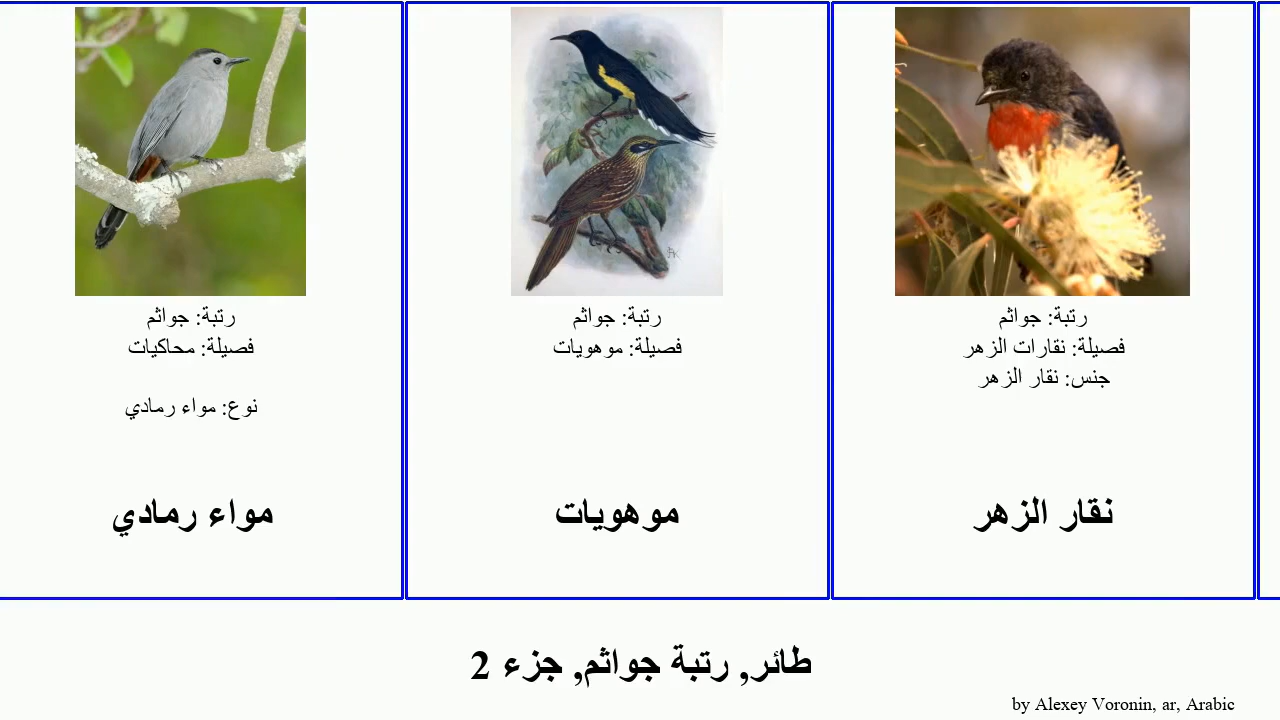 رتبة: جواثم
فصيلة: محاكيات
نوع: مواء رمادي
مواء رمادي
رتبة: جواثم
فصيلة: موهويات
موهويات
رتبة: جواثم
فصيلة: نقارات الزهر
جنس: نقار الزهر
نقار الزهر
طائر, رتبة جواثم, جزء 2
by Alexey Voronin, ar, Arabic